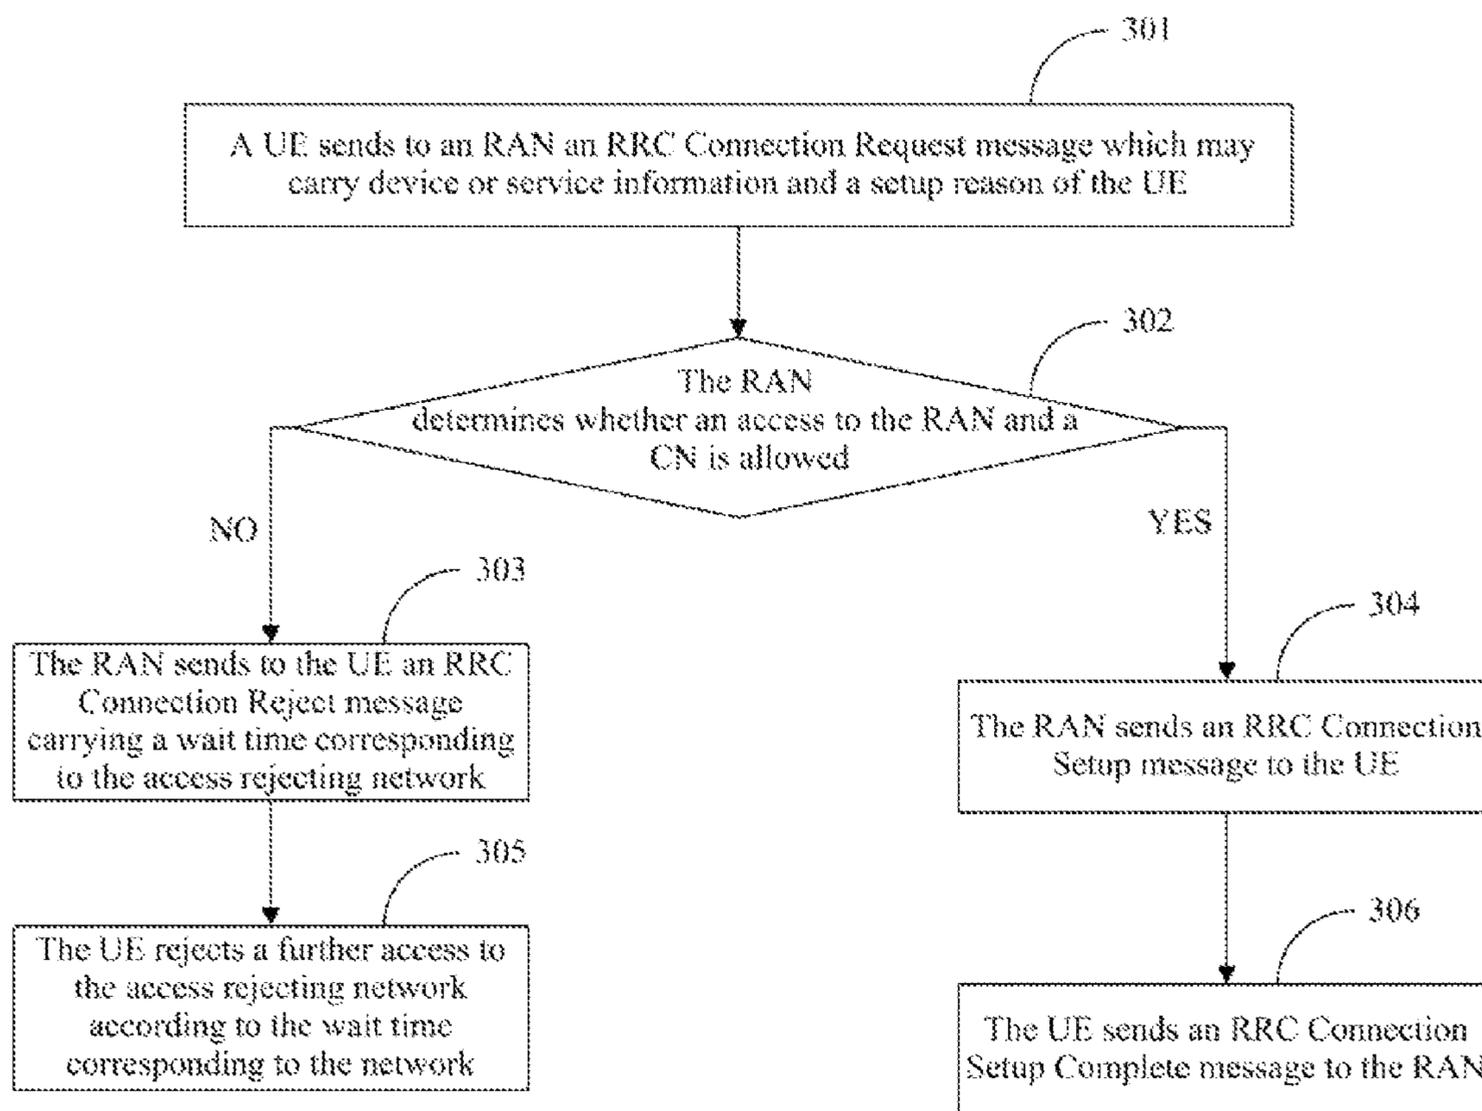 301
A UE sends to an RAN an RRC Connection Request message which may
carry device or service information and a setup reason of the UE
302
The RAN
determines whether an access to the RAN and a
CN is allowed
NO
YES
303
The RAN sends to the UE an RRC
Connection Reject message
carrying a wait time corresponding
to the access rejecting network
304
The RAN sends an RRC Connection
Setup message to the UE
305
The UE rejects a further access to
the access rejecting network
according to the wait time
corresponding to the network
306
The UE sends an RRC Connection
Setup Complete message to the RAN